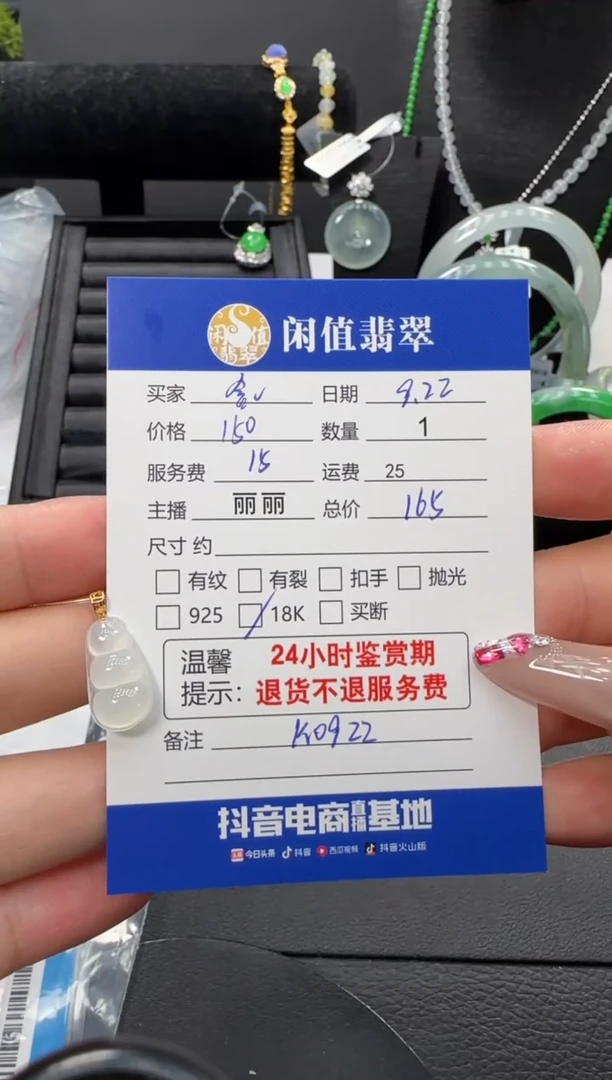 闲值翡翠
闲值翡翠
买家 日期 9.22
价格 150 数量 1
服务费 15 运费 25
主播 丽丽 总价 165
尺寸 约
有纹 有裂 扣手 抛光
925 18K 买断
温馨提示: 24小时鉴赏期
退货不退服务费
备注 K0922
抖音电商直播基地
今日头条 抖音 西瓜视频 抖音火山版